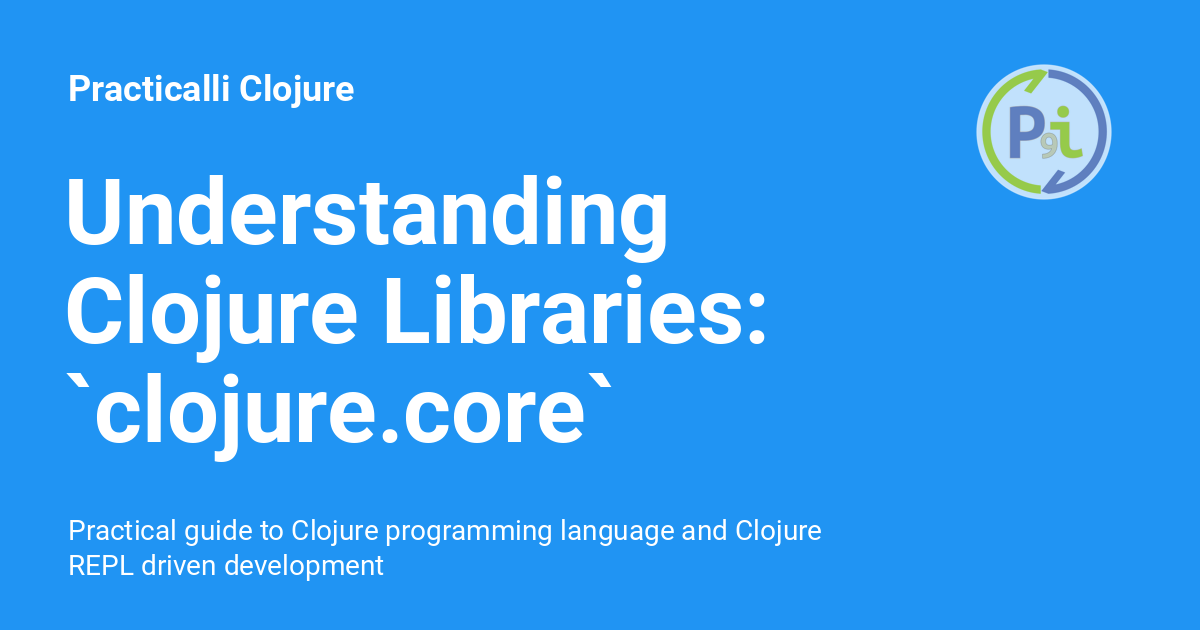 Practicalli Clojure
P9i
Understanding
Clojure Libraries:
`clojure.core`
Practical guide to Clojure programming language and Clojure
REPL driven development